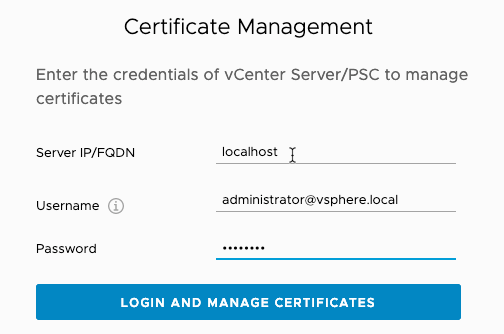 Certificate Management
Enter the credentials of vCenter Server/PSC to manage
certificates
Server IP/FQDN
localhost
Username
administrator@vsphere.local
Password
••••••••
LOGIN AND MANAGE CERTIFICATES